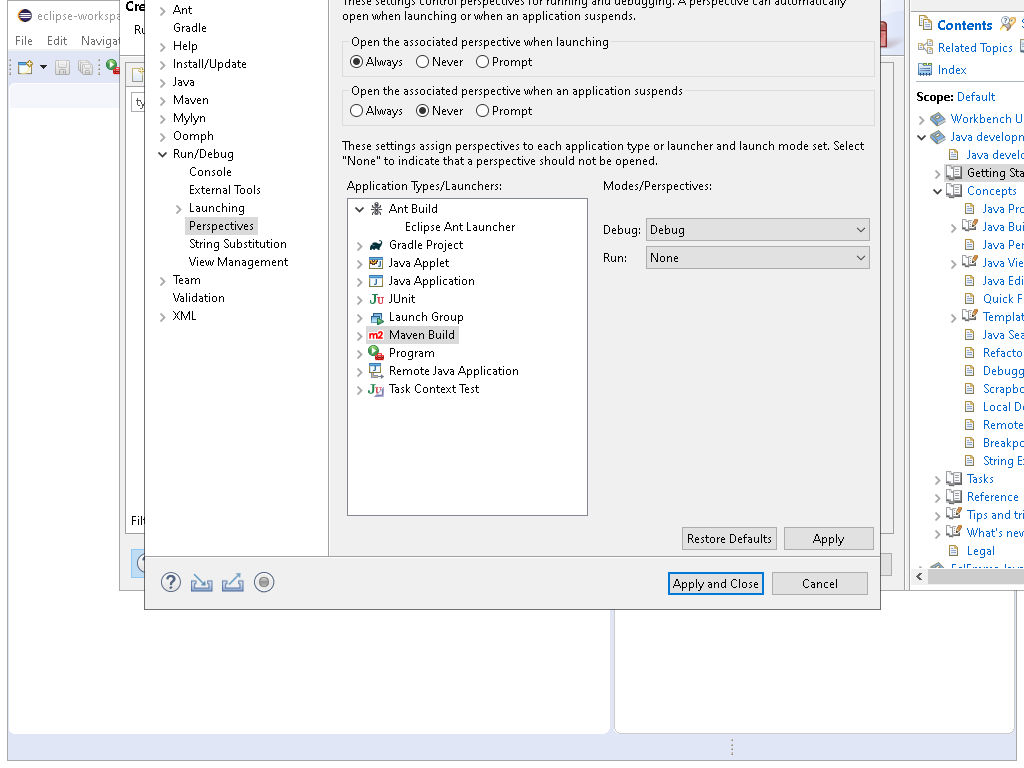 eclipse-workspa
Cre
File Edit Navigat
Ru
ty
Filt
Ant
Gradle
Help
Install/Update
Java
Maven
Mylyn
Oomph
Run/Debug
Console
External Tools
Launching
Perspectives
String Substitution
View Management
Team
Validation
XML
These settings control perspectives for running and debugging. A perspective can automatically
open when launching or when an application suspends.
Open the associated perspective when launching
Always Never Prompt
Open the associated perspective when an application suspends
Always Never Prompt
These settings assign perspectives to each application type or launcher and launch mode set. Select
"None" to indicate that a perspective should not be opened.
Application Types/Launchers:
Ant Build
Eclipse Ant Launcher
Gradle Project
Java Applet
Java Application
JUnit
Launch Group
m2 Maven Build
Program
Remote Java Application
Task Context Test
Modes/Perspectives:
Debug: Debug
Run: None
Restore Defaults Apply
Apply and Close Cancel
Contents
Related Topics
Index
Scope: Default
Workbench U
Java developn
Java develo
Getting Sta
Concepts
Java Pro
Java Bui
Java Per
Java Vie
Java Edi
Quick F
Templat
Java Sea
Refacto
Debugg
Scrapbo
Local De
Remote
Breakpo
String Ex
Tasks
Reference
Tips and tri
What's new
Legal